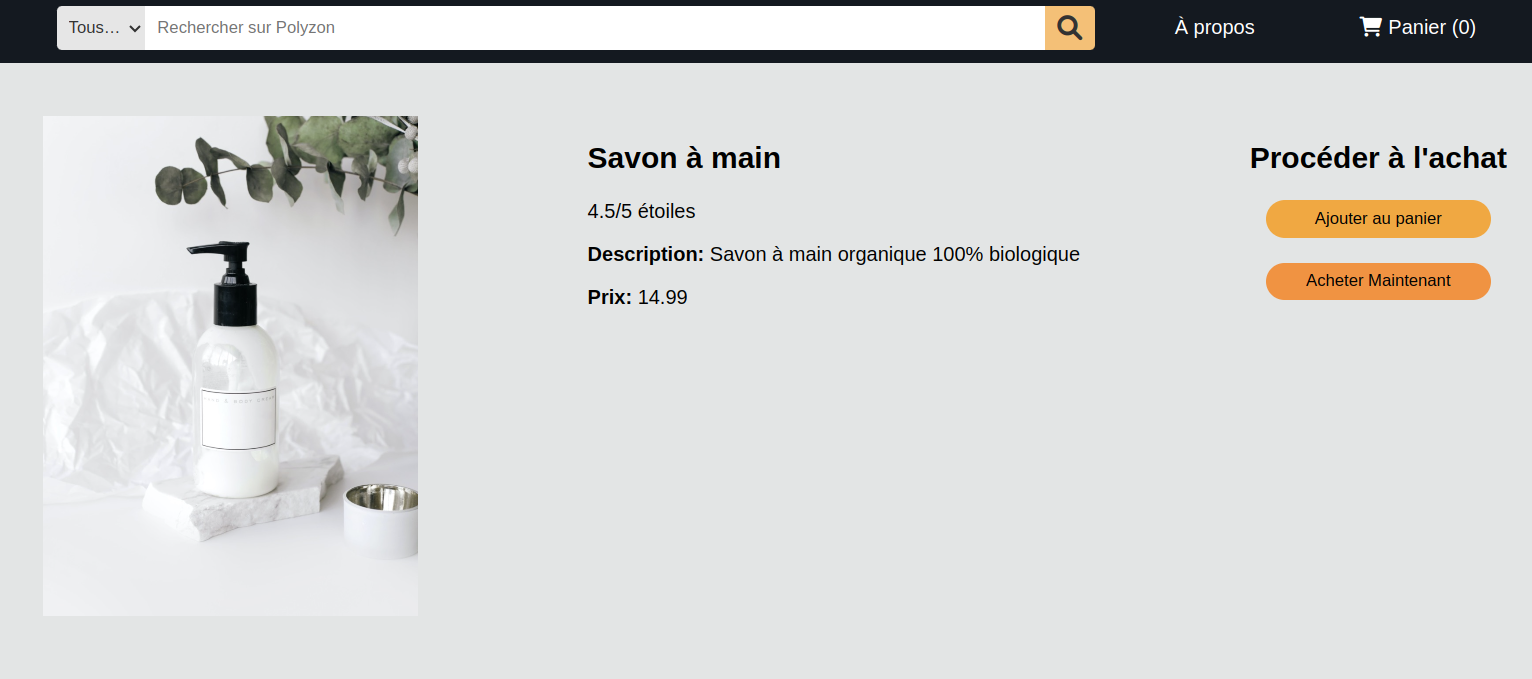 Tous… Rechercher sur Polyzon À propos Panier (0)
Savon à main
4.5/5 étoiles
Description: Savon à main organique 100% biologique
Prix: 14.99
Procéder à l'achat
Ajouter au panier
Acheter Maintenant